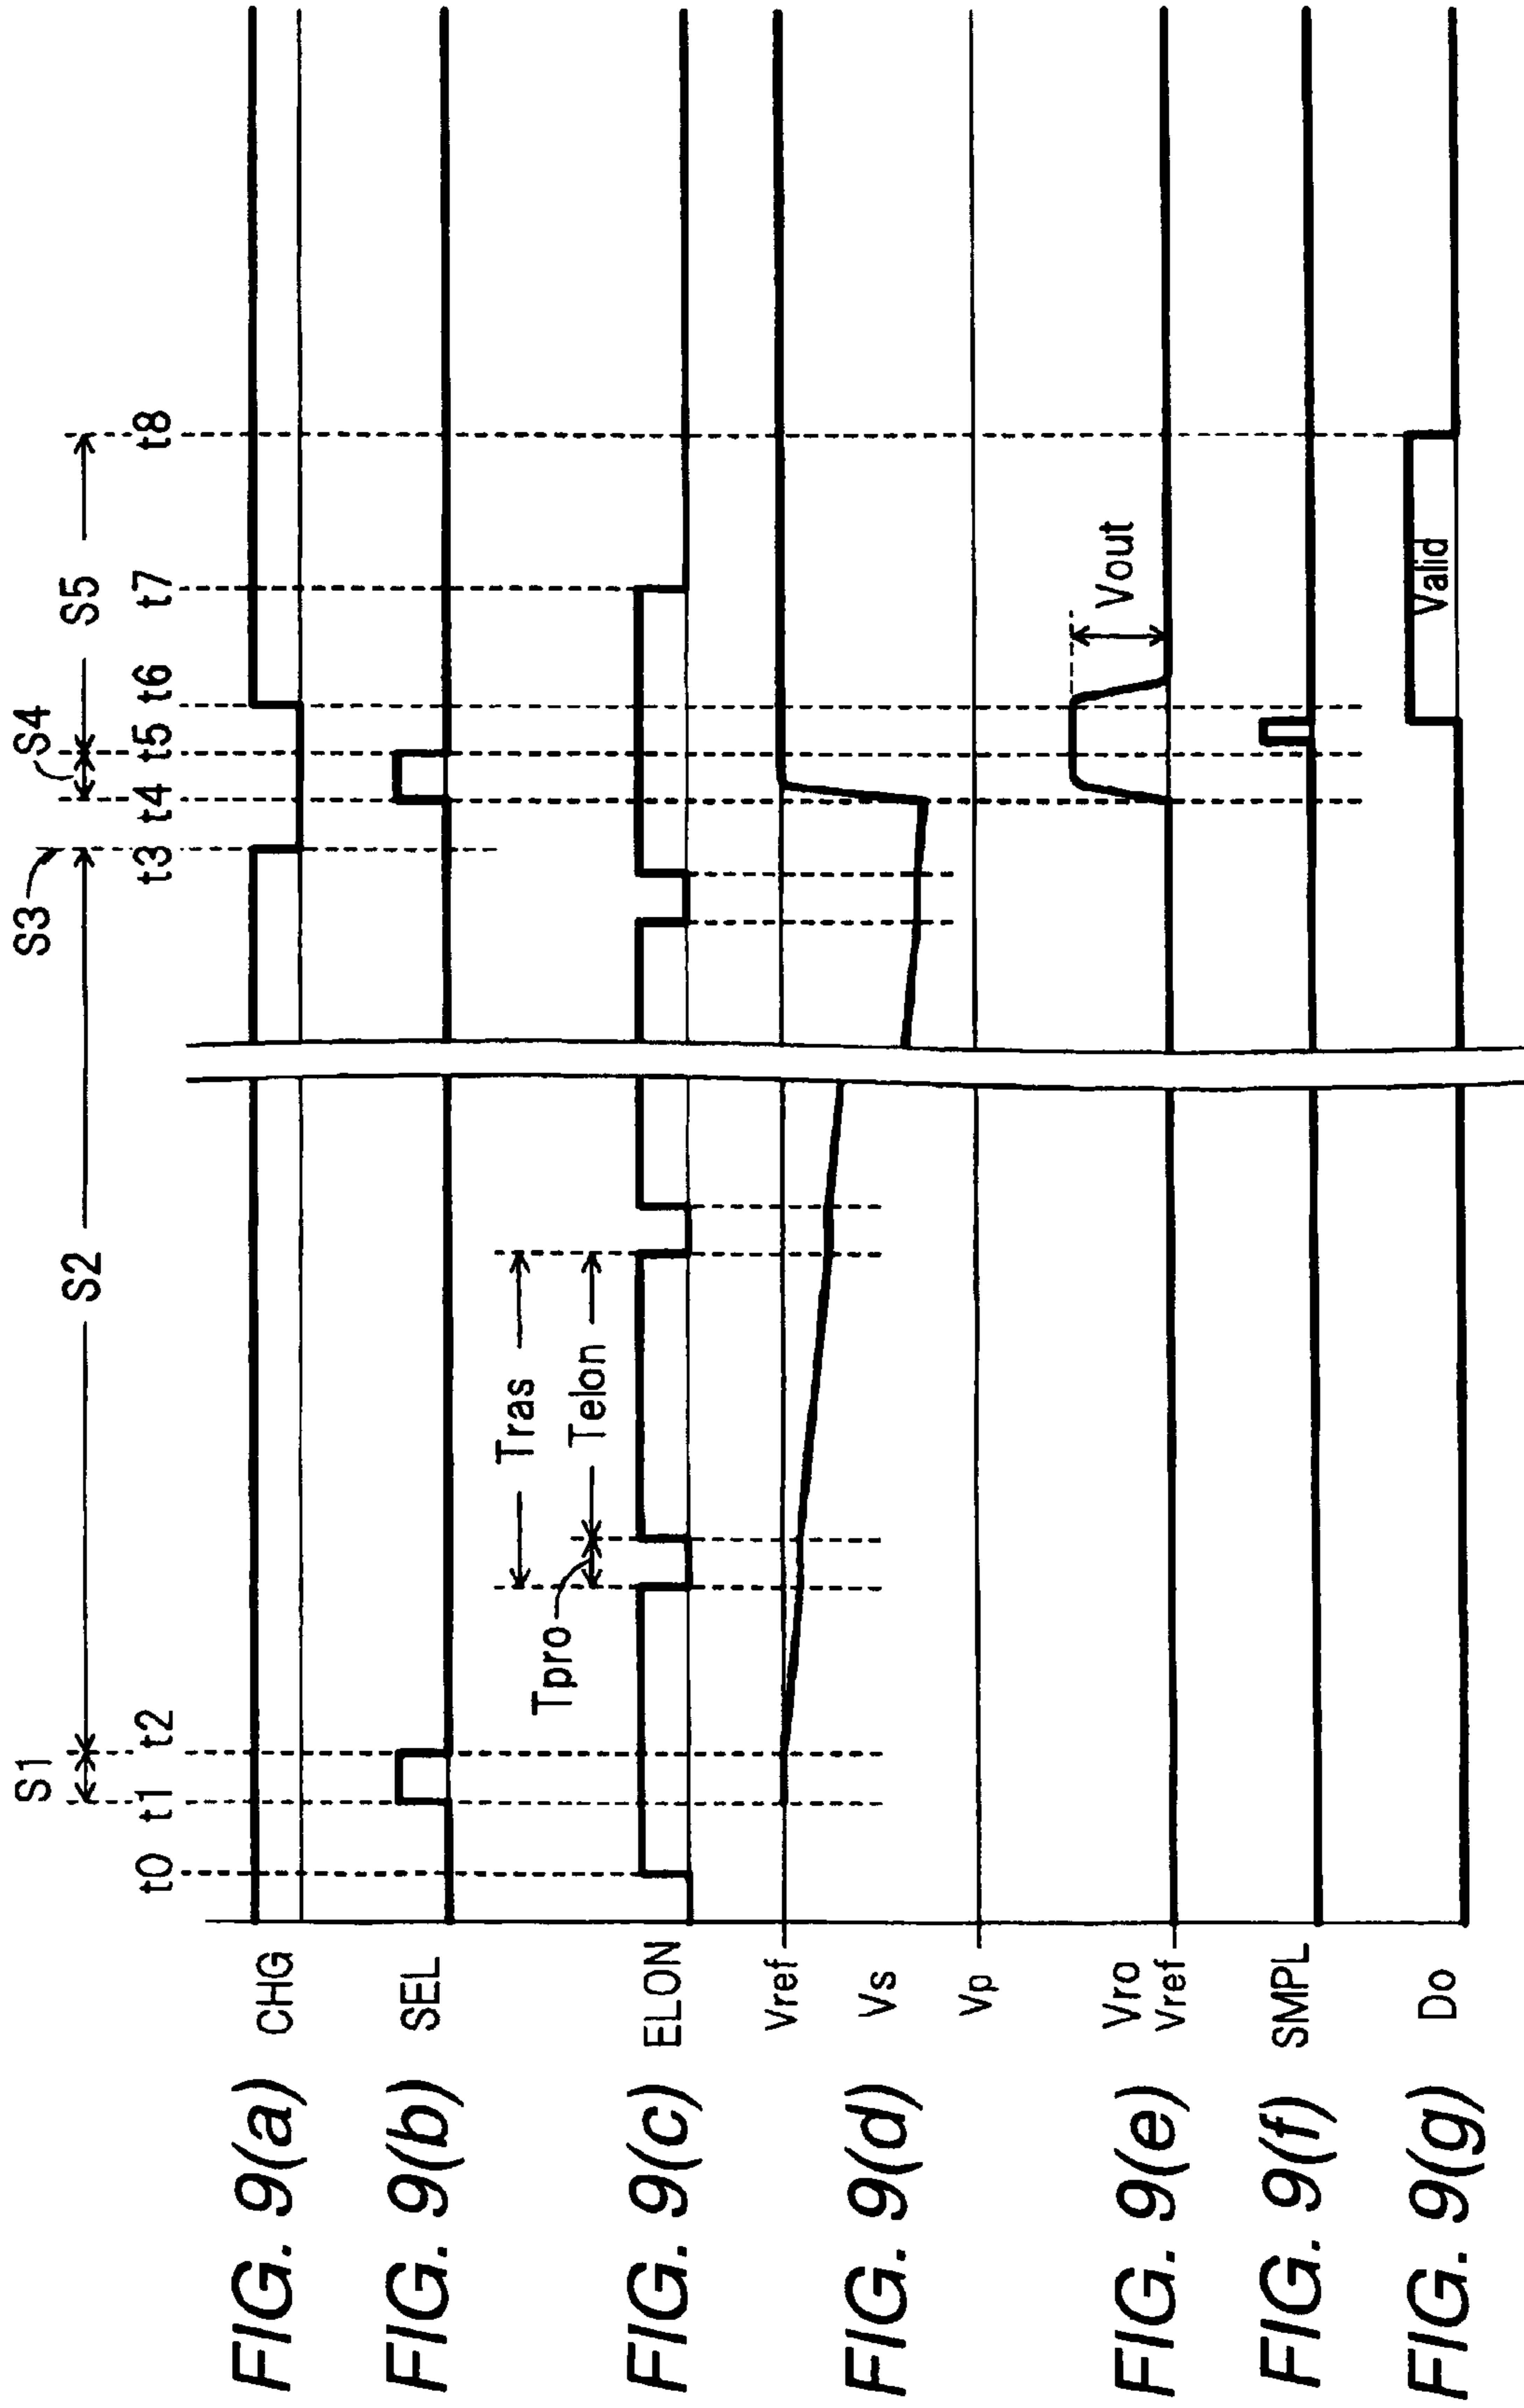 S1
S2
S3
S4
S5
t0
t1
t2
t3
t4
t5
t6
t7
t8
FIG. 9(a)
CHG
FIG. 9(b)
SEL
Tras
Tpro
Telon
FIG. 9(c)
ELON
Vref
FIG. 9(d)
Vs
Vp
Vout
Vro
FIG. 9(e)
Vref
FIG. 9(f)
SMPL
FIG. 9(g)
Do
Valid